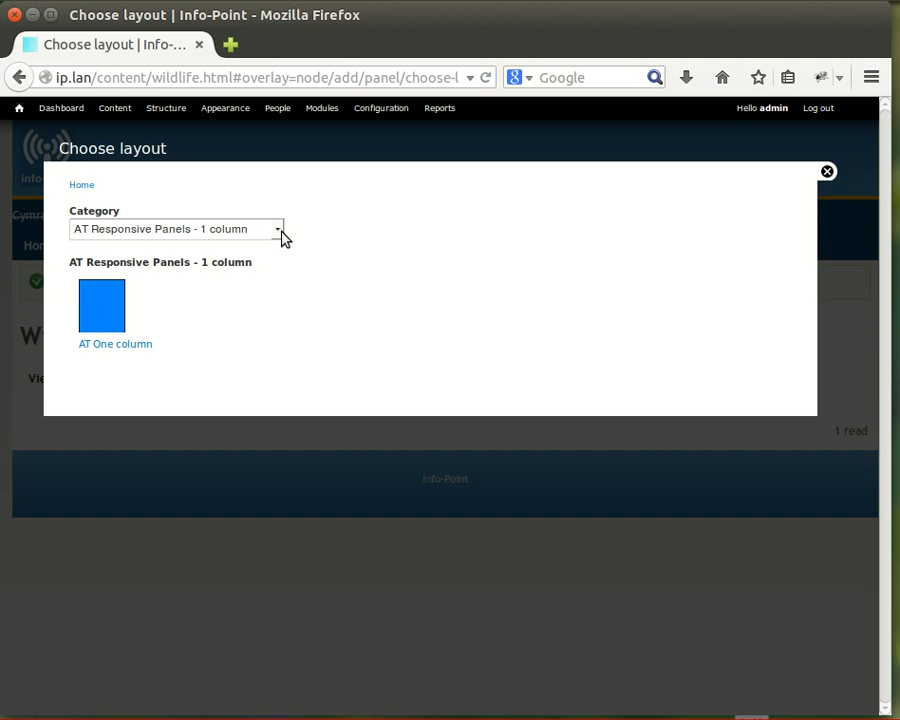 Choose layout | Info-Point - Mozilla Firefox
Choose layout | Info-...
ip.lan/content/wildlife.html#overlay=node/add/panel/choose-l
Google
Dashboard Content Structure Appearance People Modules Configuration Reports Hello admin Log out
Choose layout
Home
Category
AT Responsive Panels - 1 column
AT Responsive Panels - 1 column
AT One column
1 read
Info-Point